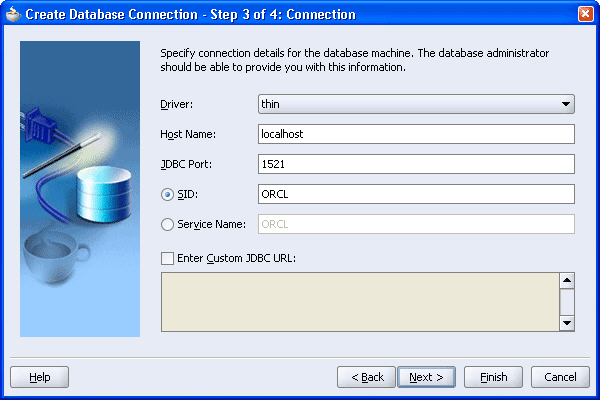 Create Database Connection - Step 3 of 4: Connection
Specify connection details for the database machine. The database administrator
should be able to provide you with this information.
Driver: thin
Host Name: localhost
JDBC Port: 1521
SID: ORCL
Service Name: ORCL
Enter Custom JDBC URL:
Help < Back Next > Finish Cancel